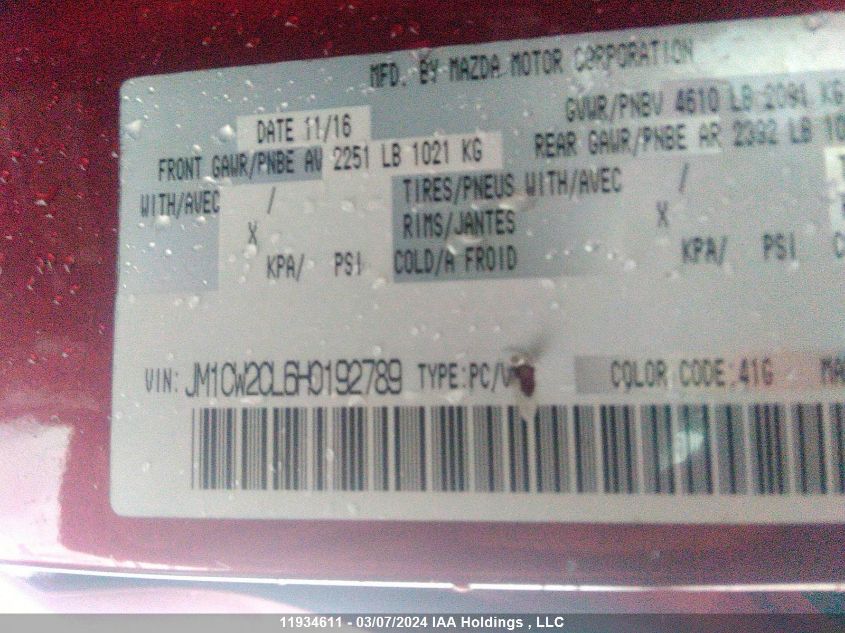 MFD. BY MAZDA MOTOR CORPORATION
DATE 11/16 GVWR/PNBV 4610 LB 2091 KG
FRONT GAWR/PNBE AV 2251 LB 1021 KG REAR GAWR/PNBE AR 2392 LB
WITH/AVEC / TIRES/PNEUS WITH/AVEC /
X RIMS/JANTES X
KPA/ PSI COLD/A FROID KPA/ PSI
VIN: JM1CW2CL6H0192789 TYPE:PC/V COLOR CODE:41G MA
11934611 - 03/07/2024 IAA Holdings , LLC